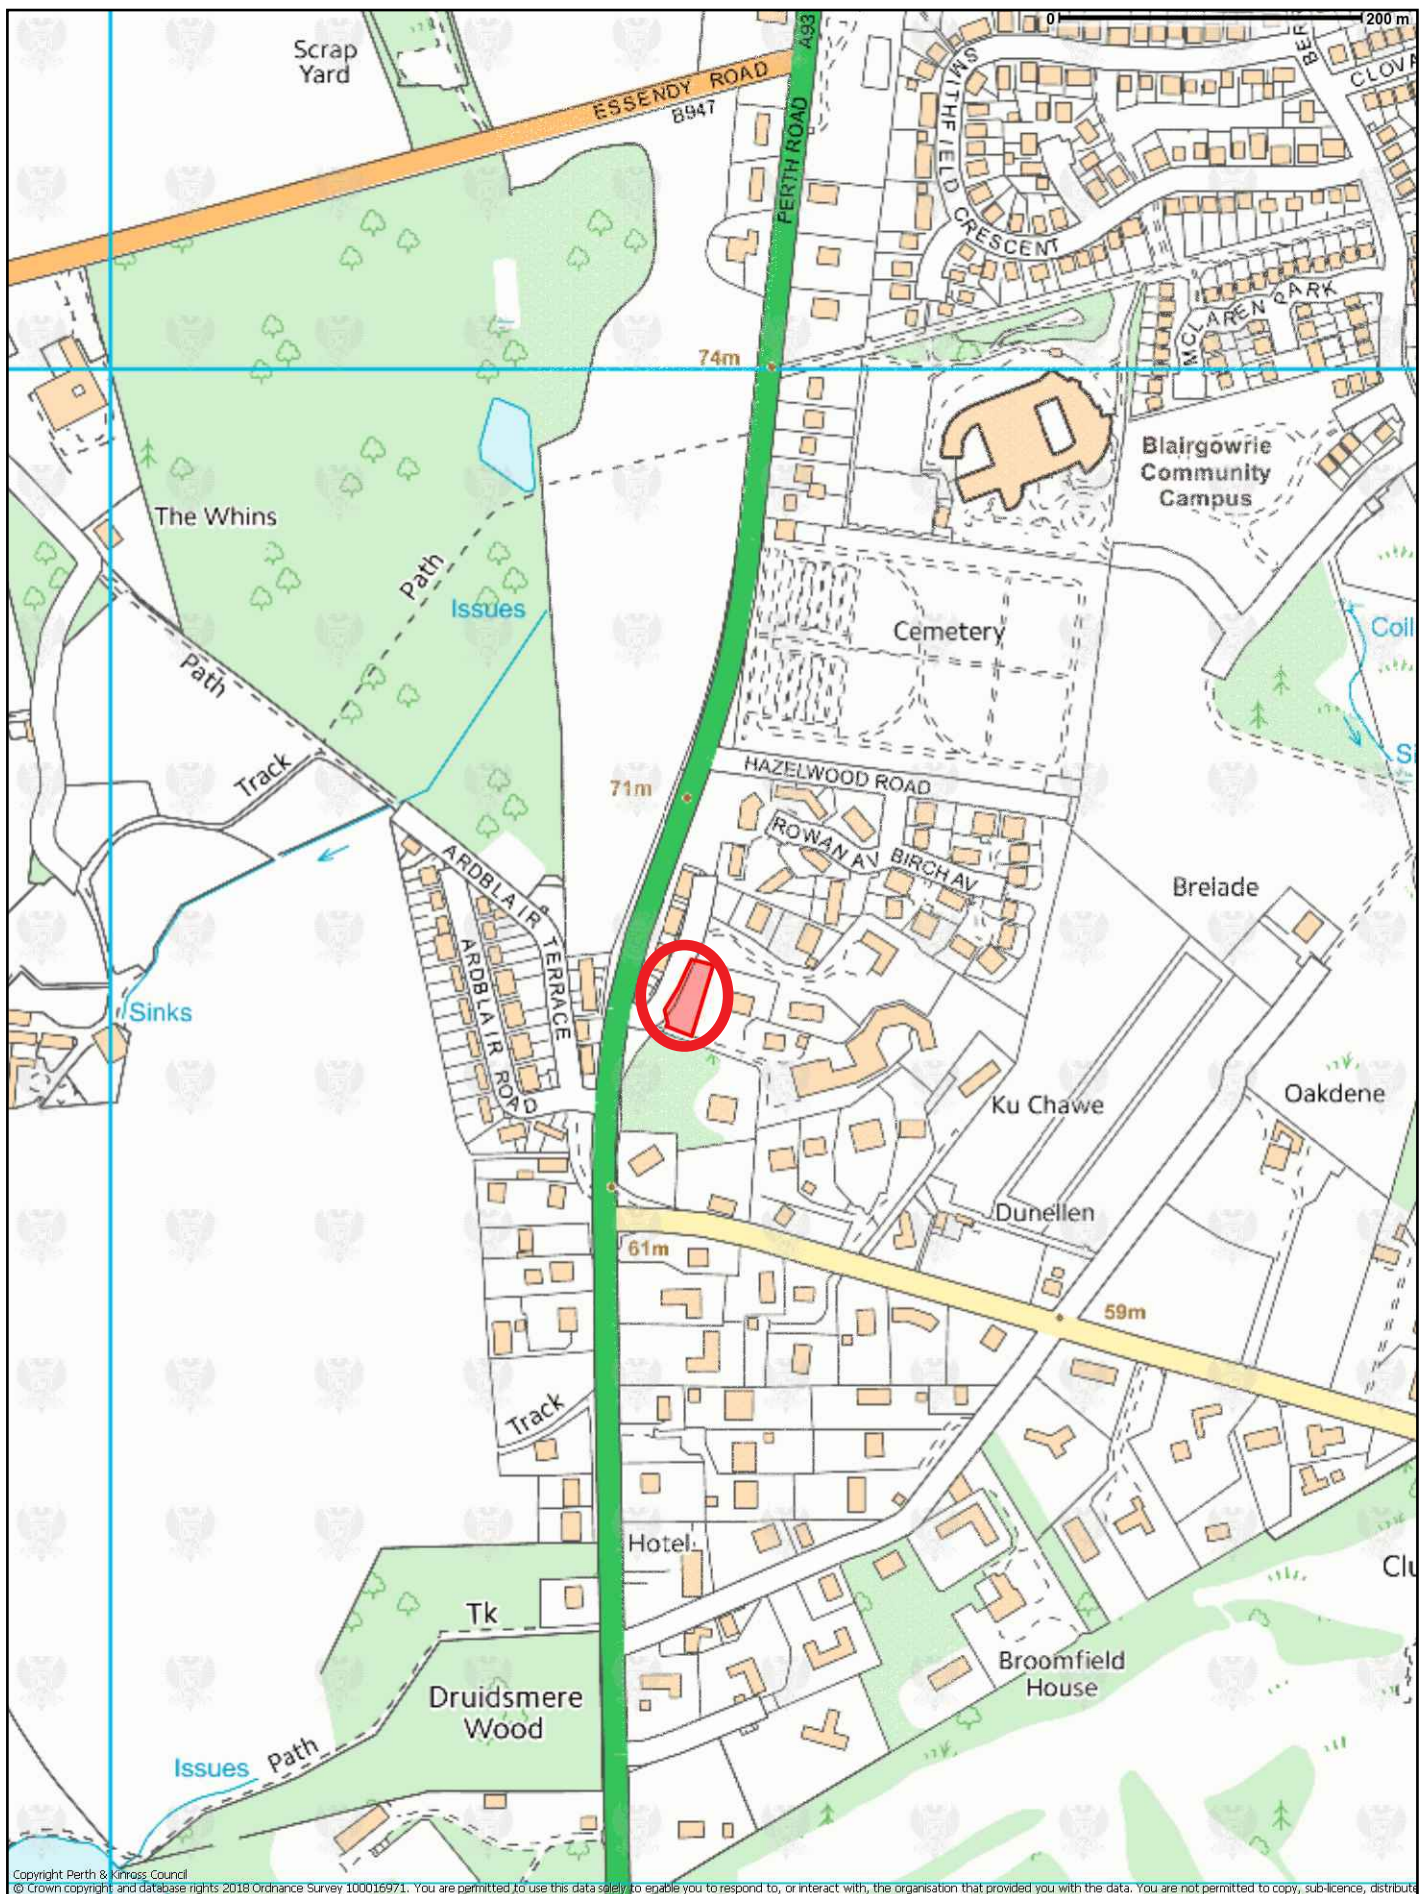 0
200 m
A93
Scrap
Yard
ESSENDY ROAD
B947
PERTH ROAD
SMITHFIELD CRESCENT
CLOVA
MCLAREN PARK
74m
Blairgowrie
Community
Campus
The Whins
Path
Issues
Cemetery
Coil
Path
Track
HAZELWOOD ROAD
71m
ROWAN AV
BIRCH AV
ARDBLAIR TERRACE
Brelade
ARDBLAIR ROAD
Sinks
Oakdene
Ku Chawe
Dunellen
61m
59m
Track
Hotel
Tk
Broomfield
House
Druidsmere
Wood
Issues
Path
Copyright Perth & Kinross Council
© Crown copyright and database rights 2018 Ordnance Survey 100016971. You are permitted to use this data solely to enable you to respond to, or interact with, the organisation that provided you with the data. You are not permitted to copy, sub-licence, distribute